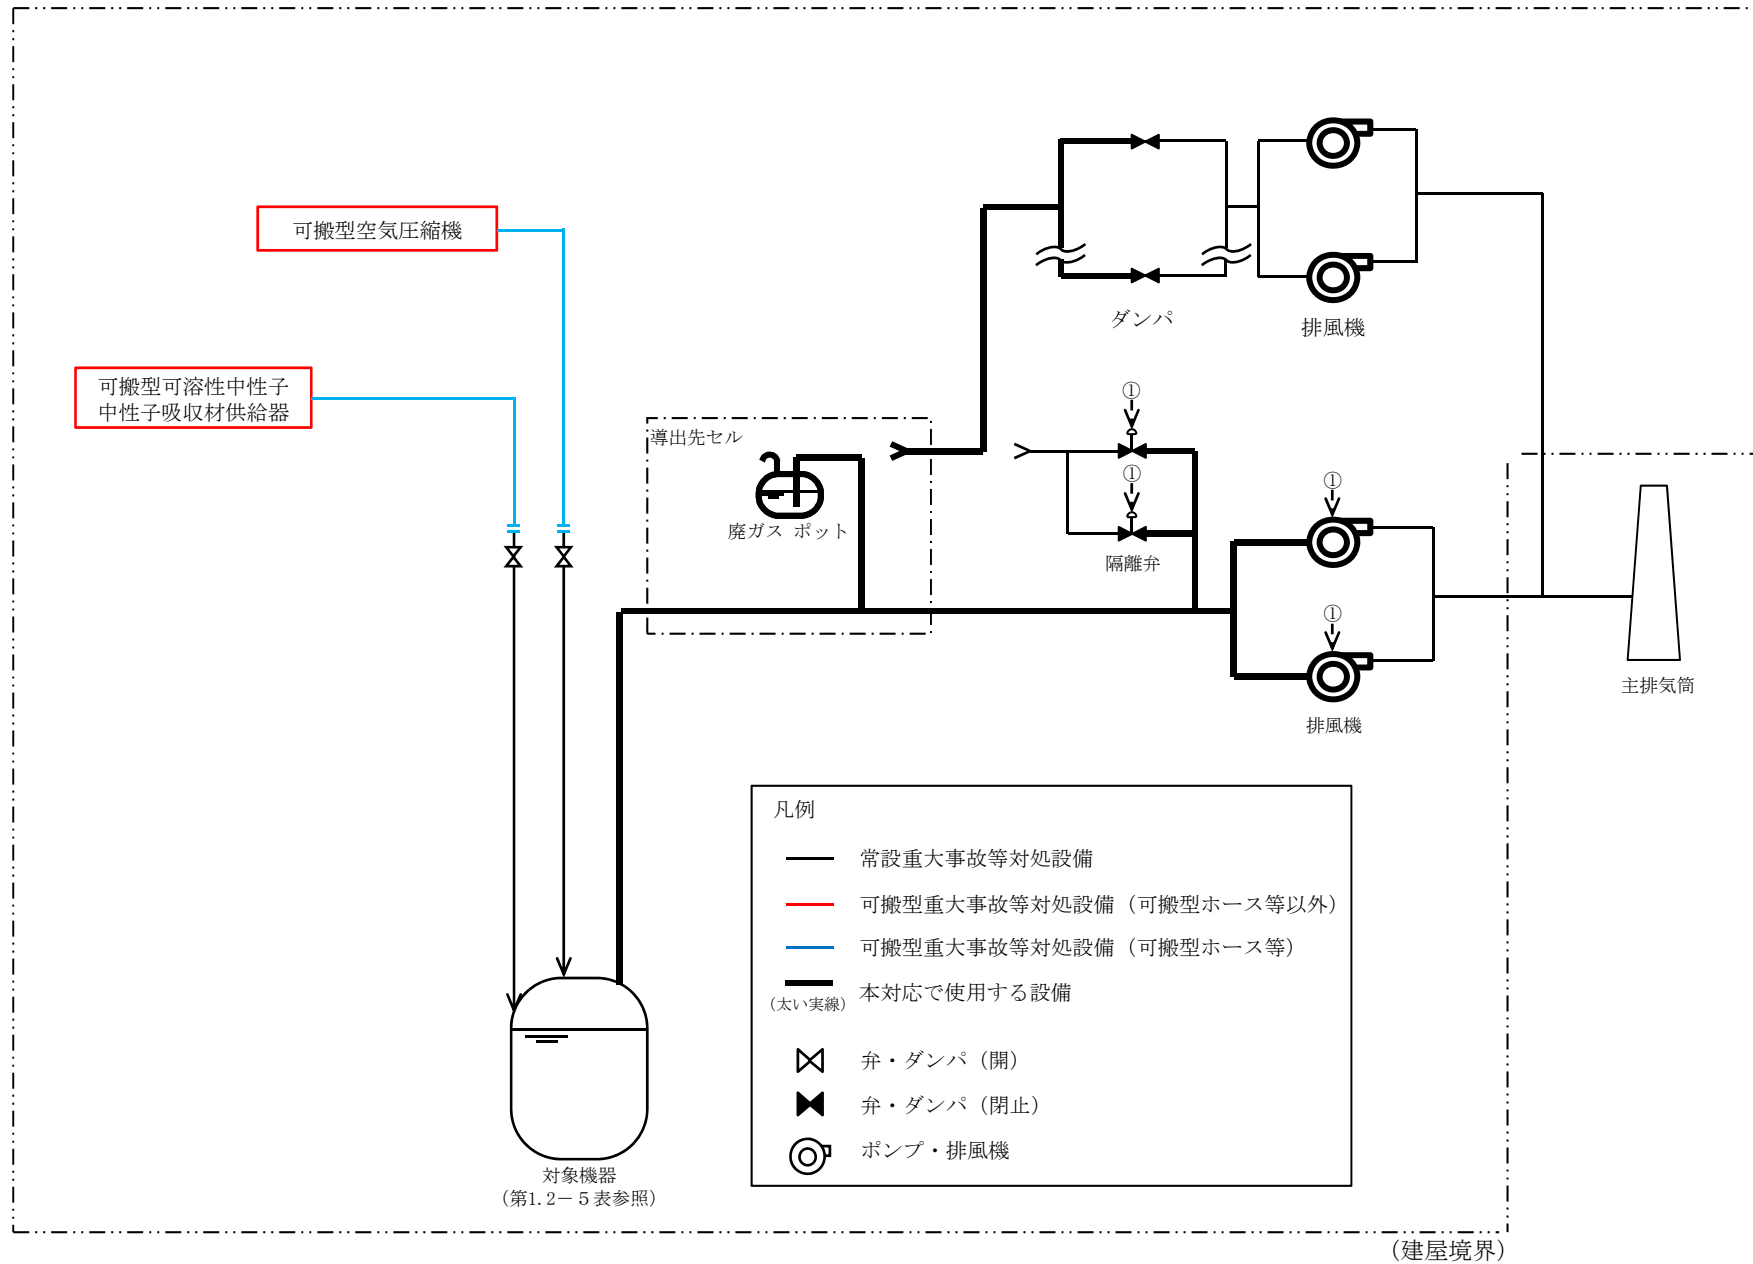 可搬型空気圧縮機
可搬型可溶性中性子
中性子吸収材供給器
ダンパ
排風機
①
導出先セル
①
廃ガス ポット
隔離弁
①
①
排風機
主排気筒
凡例
常設重大事故等対処設備
可搬型重大事故等対処設備（可搬型ホース等以外）
可搬型重大事故等対処設備（可搬型ホース等）
本対応で使用する設備
（太い実線）
弁・ダンパ（開）
弁・ダンパ（閉止）
ポンプ・排風機
対象機器
（第1.2－５表参照）
（建屋境界）